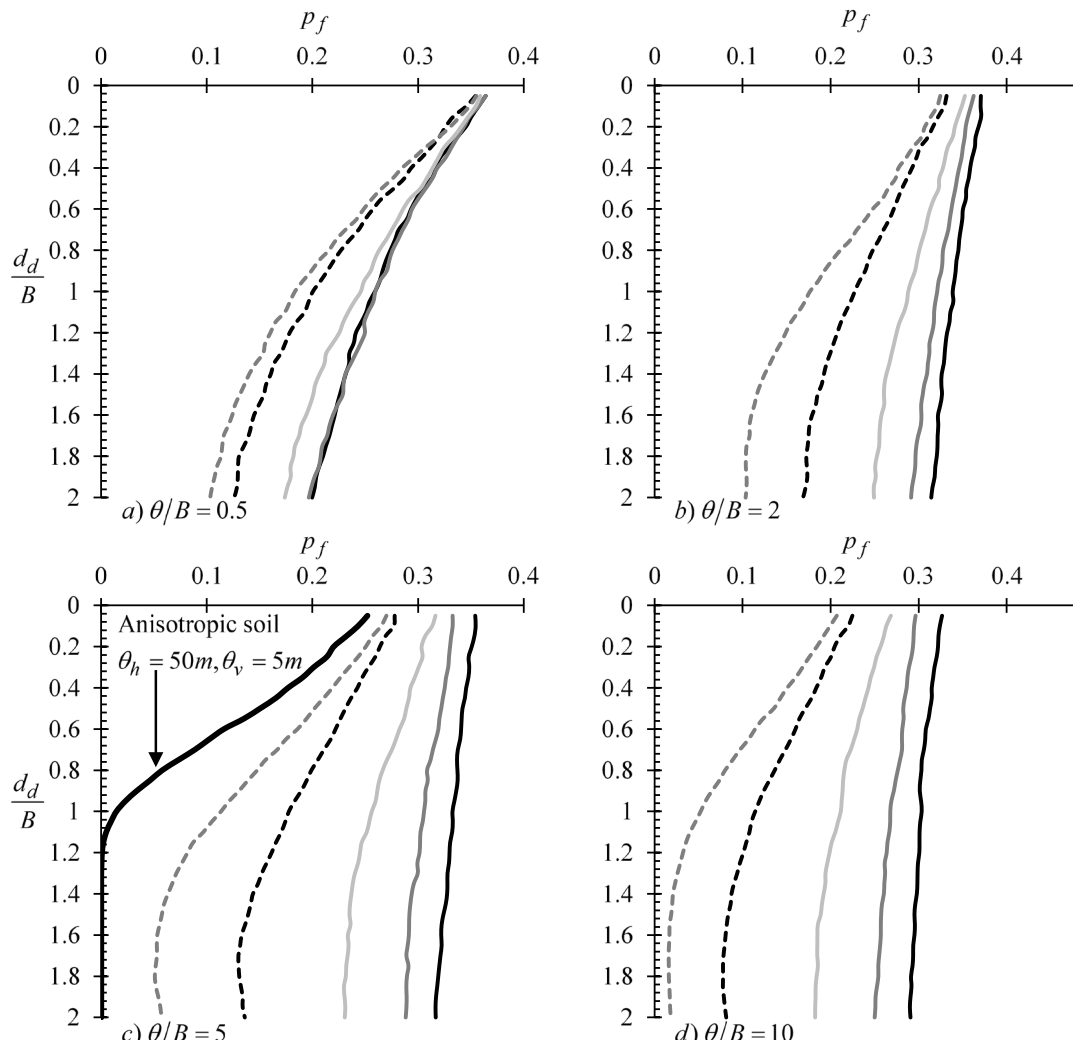 p_f
0 0.1 0.2 0.3 0.4
0
0.2
0.4
0.6
0.8
1
1.2
1.4
1.6
1.8
2
d_d
B
a) θ/B = 0.5
p_f
0 0.1 0.2 0.3 0.4
0
0.2
0.4
0.6
0.8
1
1.2
1.4
1.6
1.8
2
b) θ/B = 2
p_f
0 0.1 0.2 0.3 0.4
0
0.2
0.4
0.6
0.8
1
1.2
1.4
1.6
1.8
2
d_d
B
Anisotropic soil
θ_h = 50m, θ_v = 5m
c) θ/B = 5
p_f
0 0.1 0.2 0.3 0.4
0
0.2
0.4
0.6
0.8
1
1.2
1.4
1.6
1.8
2
d) θ/B = 10